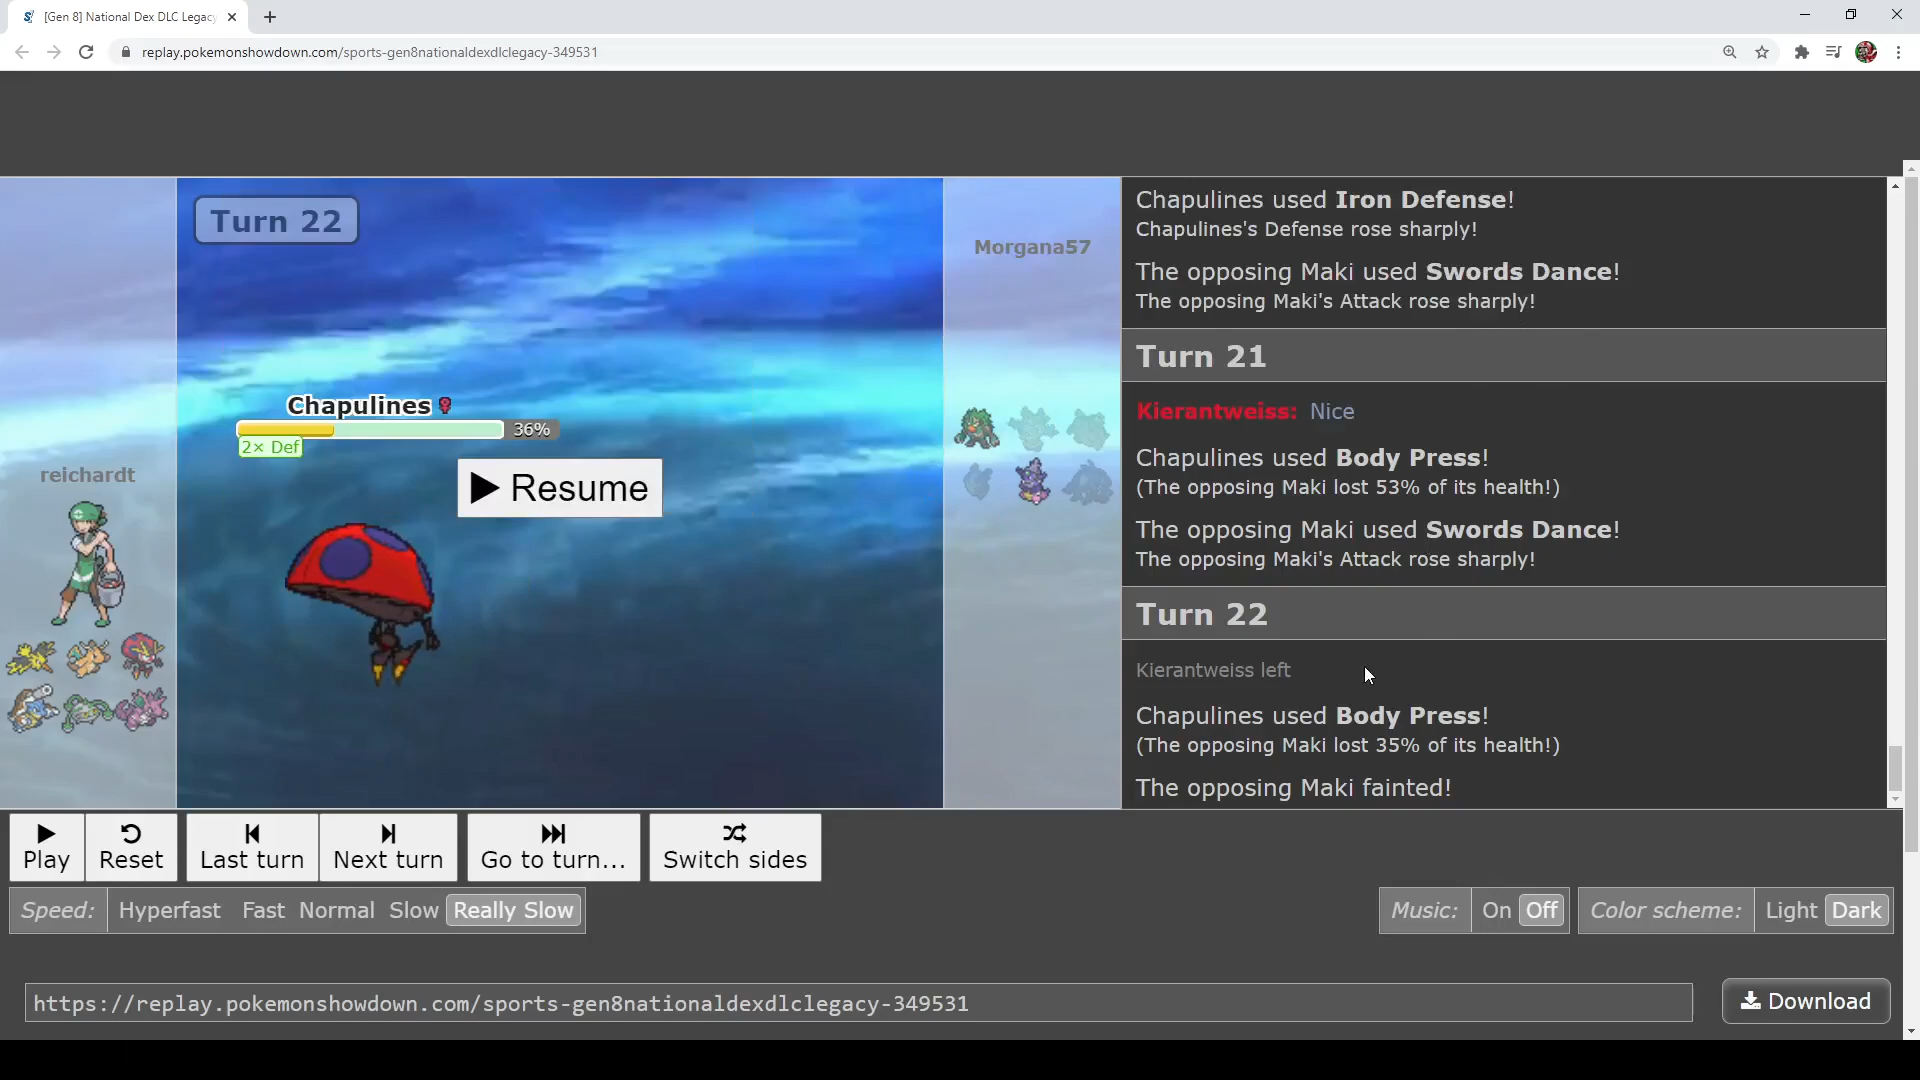 [Gen 8] National Dex DLC Legacy
replay.pokemonshowdown.com/sports-gen8nationaldexdlclegacy-349531
Turn 22
Chapulines
36%
2× Def
Resume
reichardt
Morgana57
Chapulines used Iron Defense!
Chapulines's Defense rose sharply!
The opposing Maki used Swords Dance!
The opposing Maki's Attack rose sharply!
Turn 21
Kierantweiss: Nice
Chapulines used Body Press!
(The opposing Maki lost 53% of its health!)
The opposing Maki used Swords Dance!
The opposing Maki's Attack rose sharply!
Turn 22
Kierantweiss left
Chapulines used Body Press!
(The opposing Maki lost 35% of its health!)
The opposing Maki fainted!
Play Reset Last turn Next turn Go to turn... Switch sides
Speed: Hyperfast Fast Normal Slow Really Slow
Music: On Off
Color scheme: Light Dark
https://replay.pokemonshowdown.com/sports-gen8nationaldexdlclegacy-349531
Download